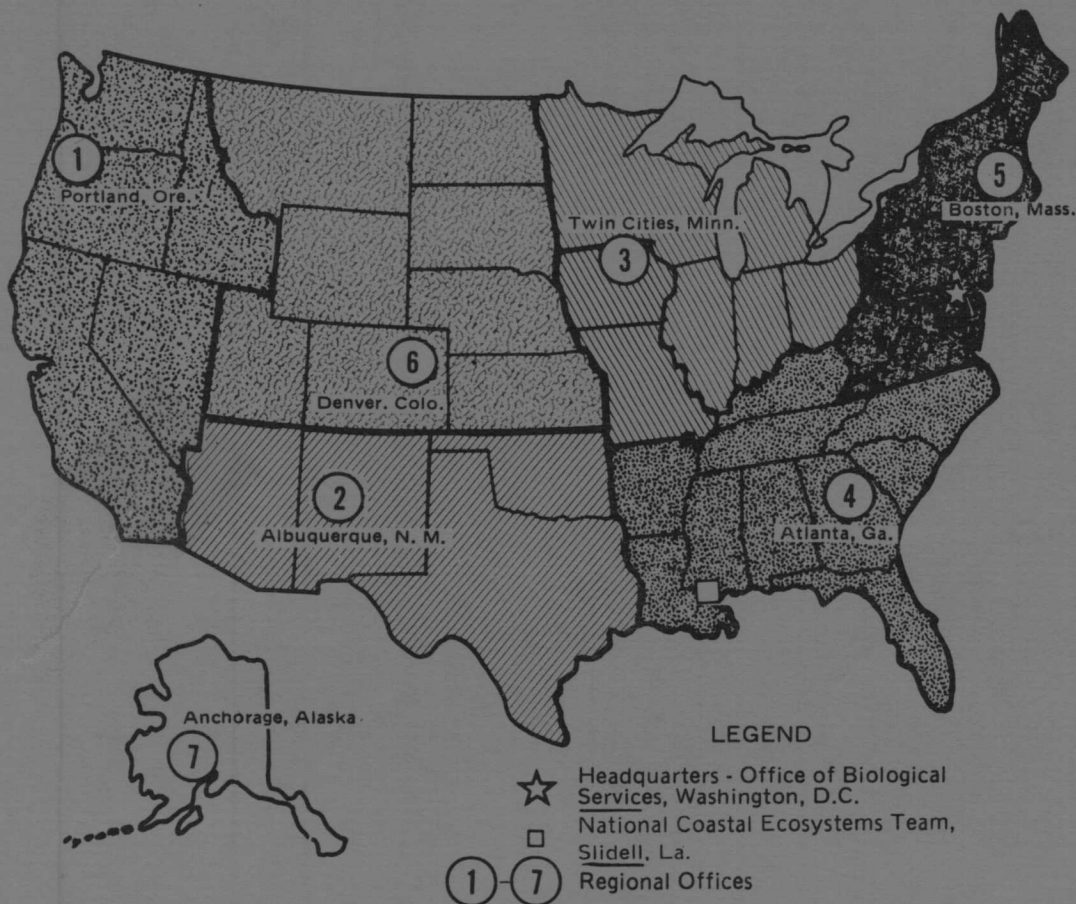 1
Portland, Ore.
5
Boston, Mass.
Twin Cities, Minn.
3
6
Denver. Colo.
2
Albuquerque, N. M.
4
Atlanta, Ga.
Anchorage, Alaska
7
LEGEND
Headquarters - Office of Biological
Services, Washington, D.C.
National Coastal Ecosystems Team,
Slidell, La.
1-7 Regional Offices